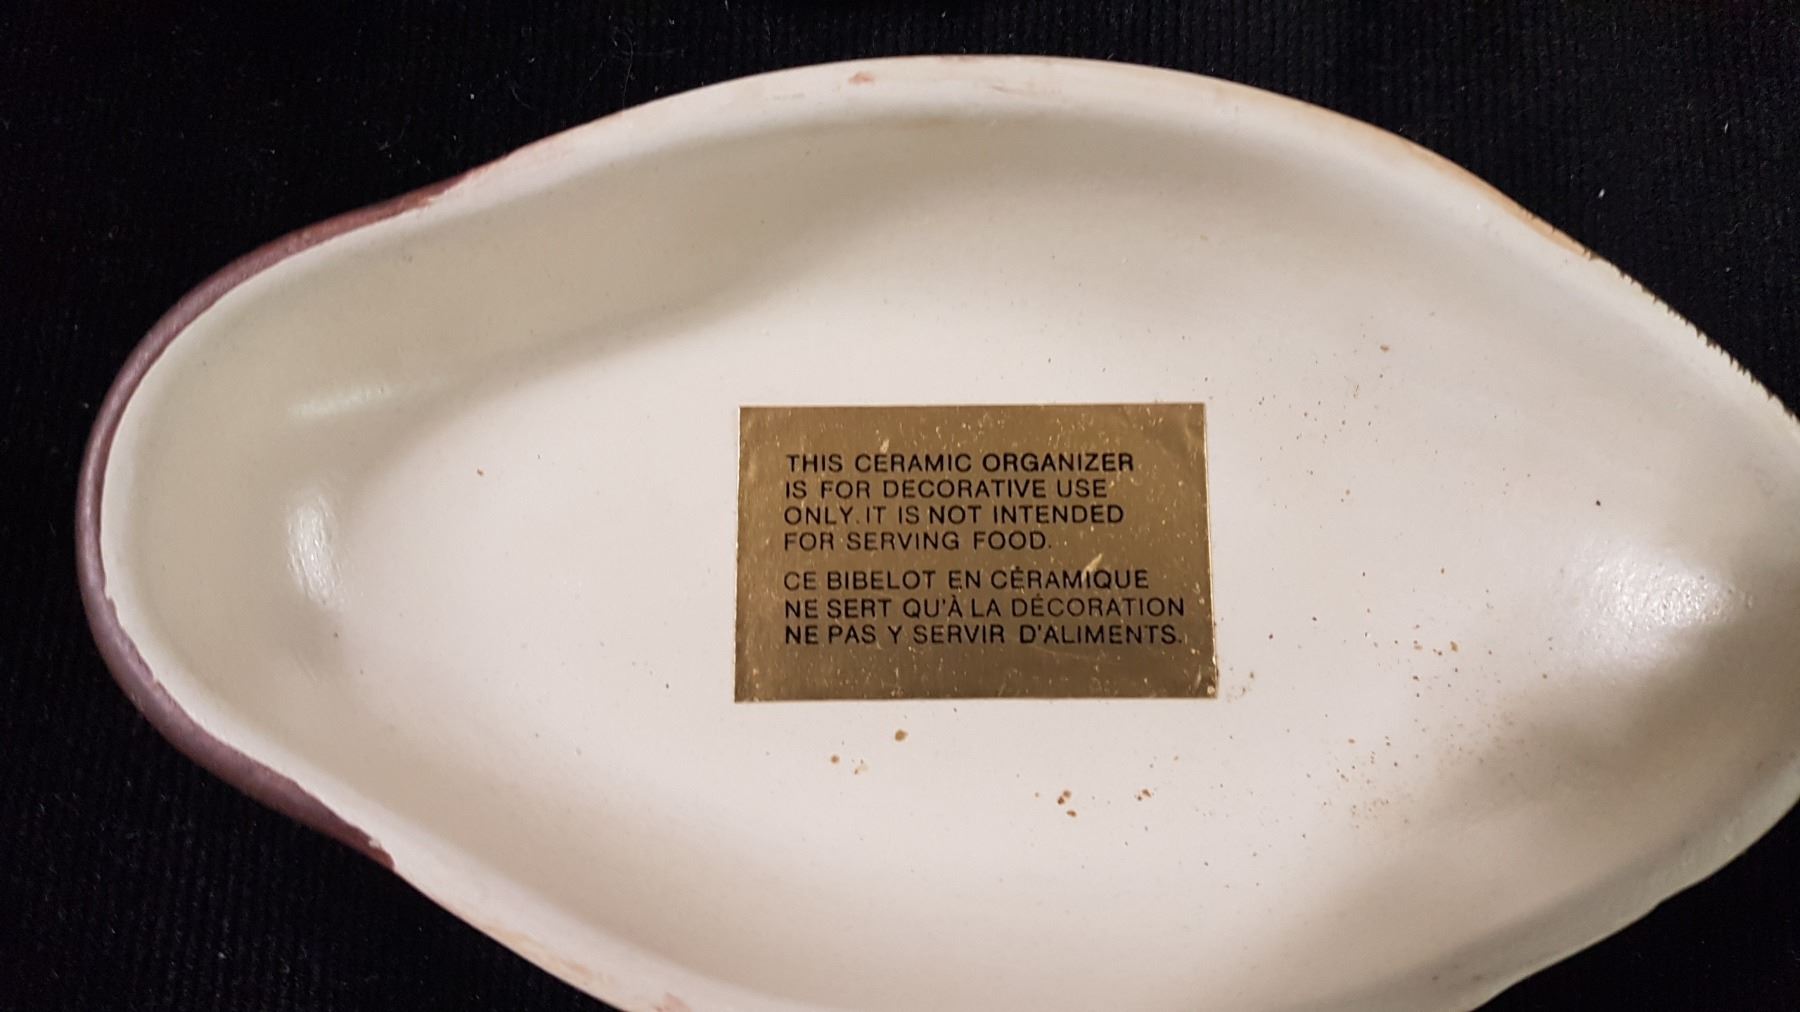 THIS CERAMIC ORGANIZER
IS FOR DECORATIVE USE
ONLY. IT IS NOT INTENDED
FOR SERVING FOOD.
CE BIBELOT EN CÉRAMIQUE
NE SERT QU'À LA DÉCORATION
NE PAS Y SERVIR D'ALIMENTS.